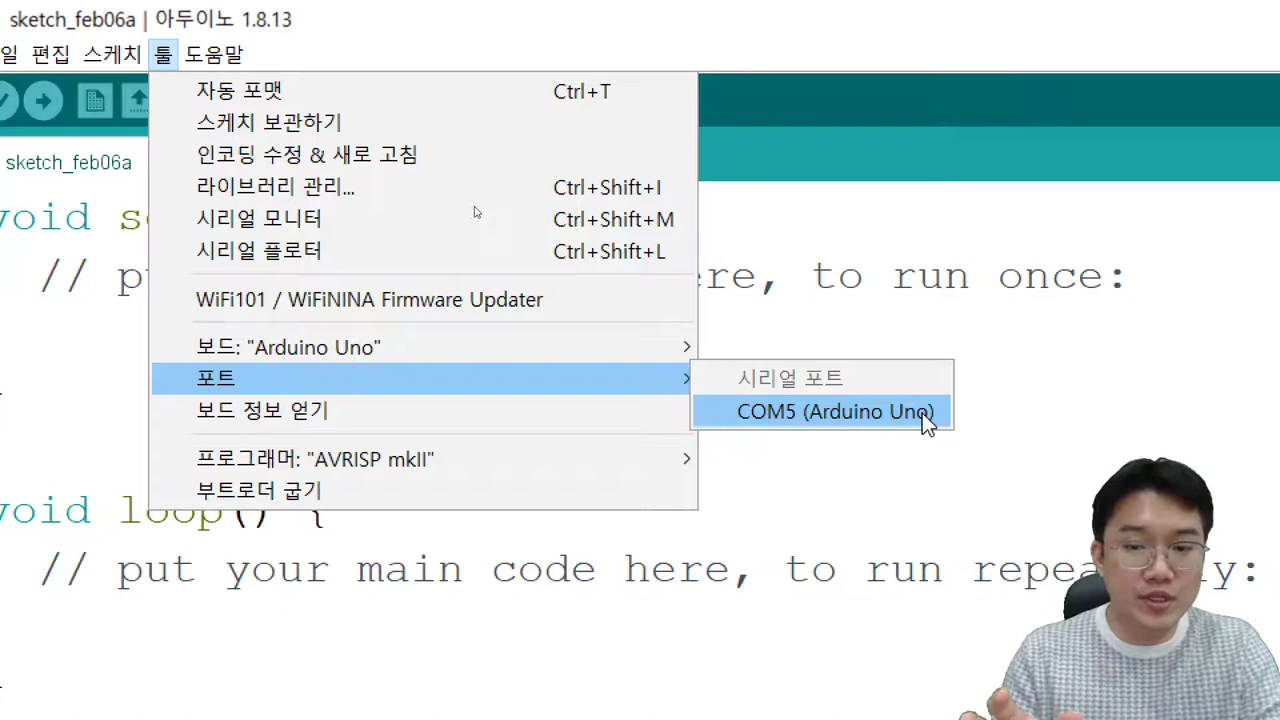 sketch_feb06a | 아두이노 1.8.13
일 편집 스케치 툴 도움말
자동 포맷 Ctrl+T
스케치 보관하기
인코딩 수정 & 새로 고침
라이브러리 관리... Ctrl+Shift+I
시리얼 모니터 Ctrl+Shift+M
시리얼 플로터 Ctrl+Shift+L
WiFi101 / WiFiNINA Firmware Updater
보드: "Arduino Uno"
포트
시리얼 포트
COM5 (Arduino Uno)
보드 정보 얻기
프로그래머: "AVRISP mkII"
부트로더 굽기
sketch_feb06a
void
// ere, to run once:
void loop() {
// put your main code here, to run